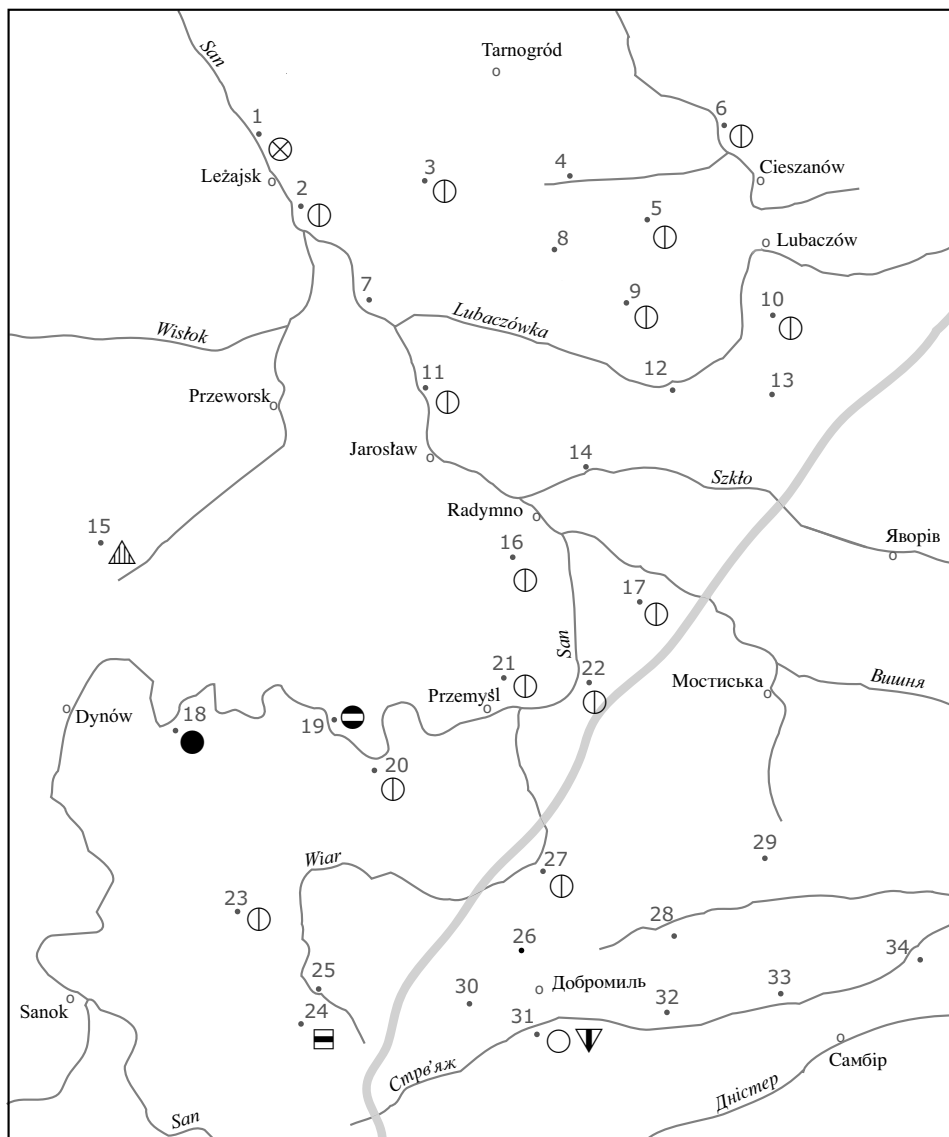 San
Tarnogród
1
6
Leżajsk
3
4
Cieszanów
2
5
8
Lubaczów
7
9
10
Lubaczówka
Wisłok
11
12
13
Przeworsk
Jarosław
14
Szkło
Radymno
15
16
Яворів
17
San
21
22
Мостиська
Вишня
Przemyśl
Dynów
18
19
20
Wiar
27
29
23
28
26
34
25
Добромиль
33
Sanok
30
32
24
31
Стрв'яж
Самбір
Дністер
San